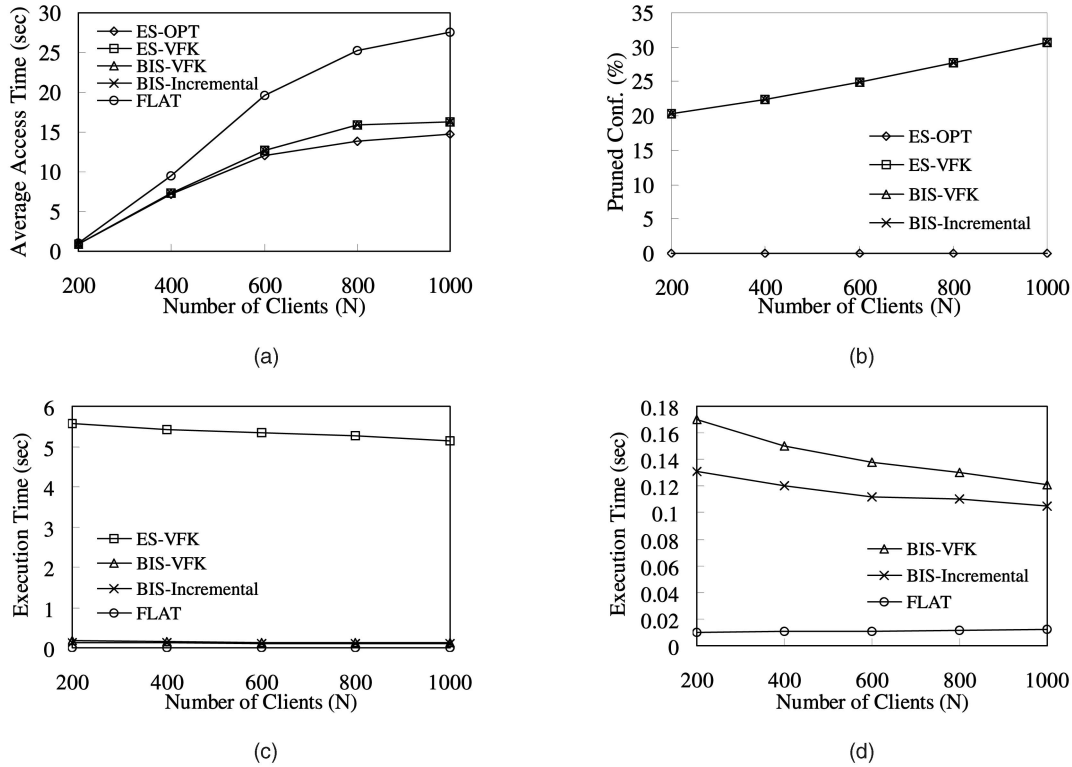 30
25
20
15
10
5
0
Average Access Time (sec)
ES-OPT
ES-VFK
BIS-VFK
BIS-Incremental
FLAT
200 400 600 800 1000
Number of Clients (N)
(a)
35
30
25
20
15
10
5
0
Pruned Conf. (%)
ES-OPT
ES-VFK
BIS-VFK
BIS-Incremental
200 400 600 800 1000
Number of Clients (N)
(b)
6
5
4
3
2
1
0
Execution Time (sec)
ES-VFK
BIS-VFK
BIS-Incremental
FLAT
200 400 600 800 1000
Number of Clients (N)
(c)
0.18
0.16
0.14
0.12
0.1
0.08
0.06
0.04
0.02
0
Execution Time (sec)
BIS-VFK
BIS-Incremental
FLAT
200 400 600 800 1000
Number of Clients (N)
(d)